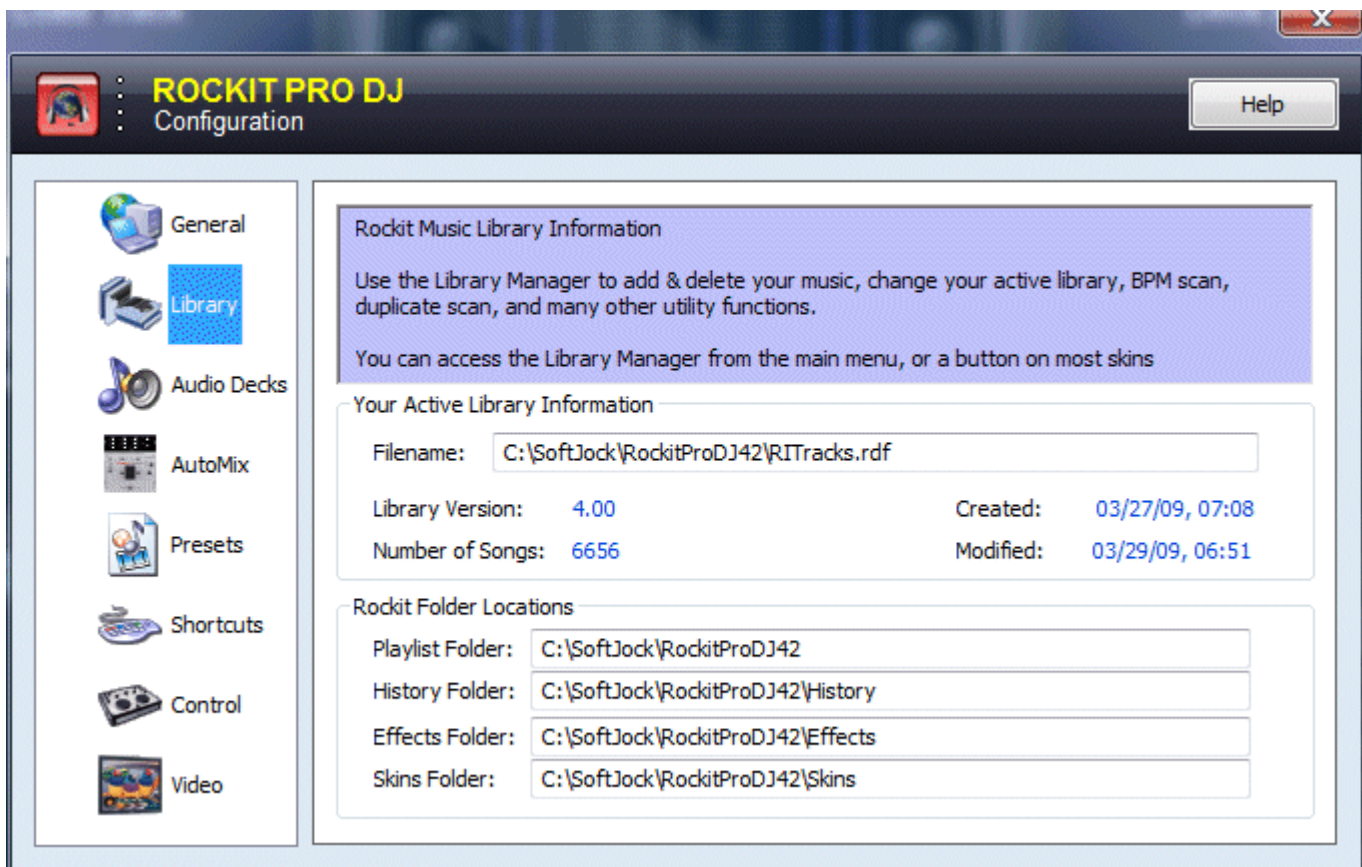 ROCKIT PRO DJ
Configuration
Help
General
Library
Audio Decks
AutoMix
Presets
Shortcuts
Control
Video
Rockit Music Library Information
Use the Library Manager to add & delete your music, change your active library, BPM scan,
duplicate scan, and many other utility functions.
You can access the Library Manager from the main menu, or a button on most skins
Your Active Library Information
Filename: C:\SoftJock\RockitProDJ42\RITracks.rdf
Library Version: 4.00 Created: 03/27/09, 07:08
Number of Songs: 6656 Modified: 03/29/09, 06:51
Rockit Folder Locations
Playlist Folder: C:\SoftJock\RockitProDJ42
History Folder: C:\SoftJock\RockitProDJ42\History
Effects Folder: C:\SoftJock\RockitProDJ42\Effects
Skins Folder: C:\SoftJock\RockitProDJ42\Skins